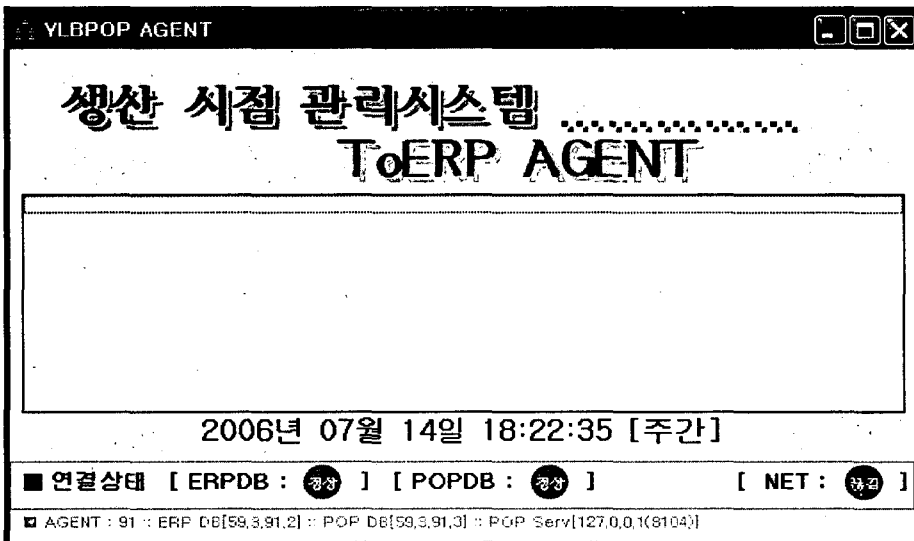 YLBPOP AGENT
생산 시점 관리시스템 ...............
ToERP AGENT
2006년 07월 14일 18:22:35 [주간]
■ 연결상태 [ ERPDB : 정상 ] [ POPDB : 정상 ] [ NET : 끊김 ]
AGENT : 91 :: ERP DB[59,3,91,2] :: POP DB[59,3,91,3] :: POP Serv[127,0,0,1(8104)]